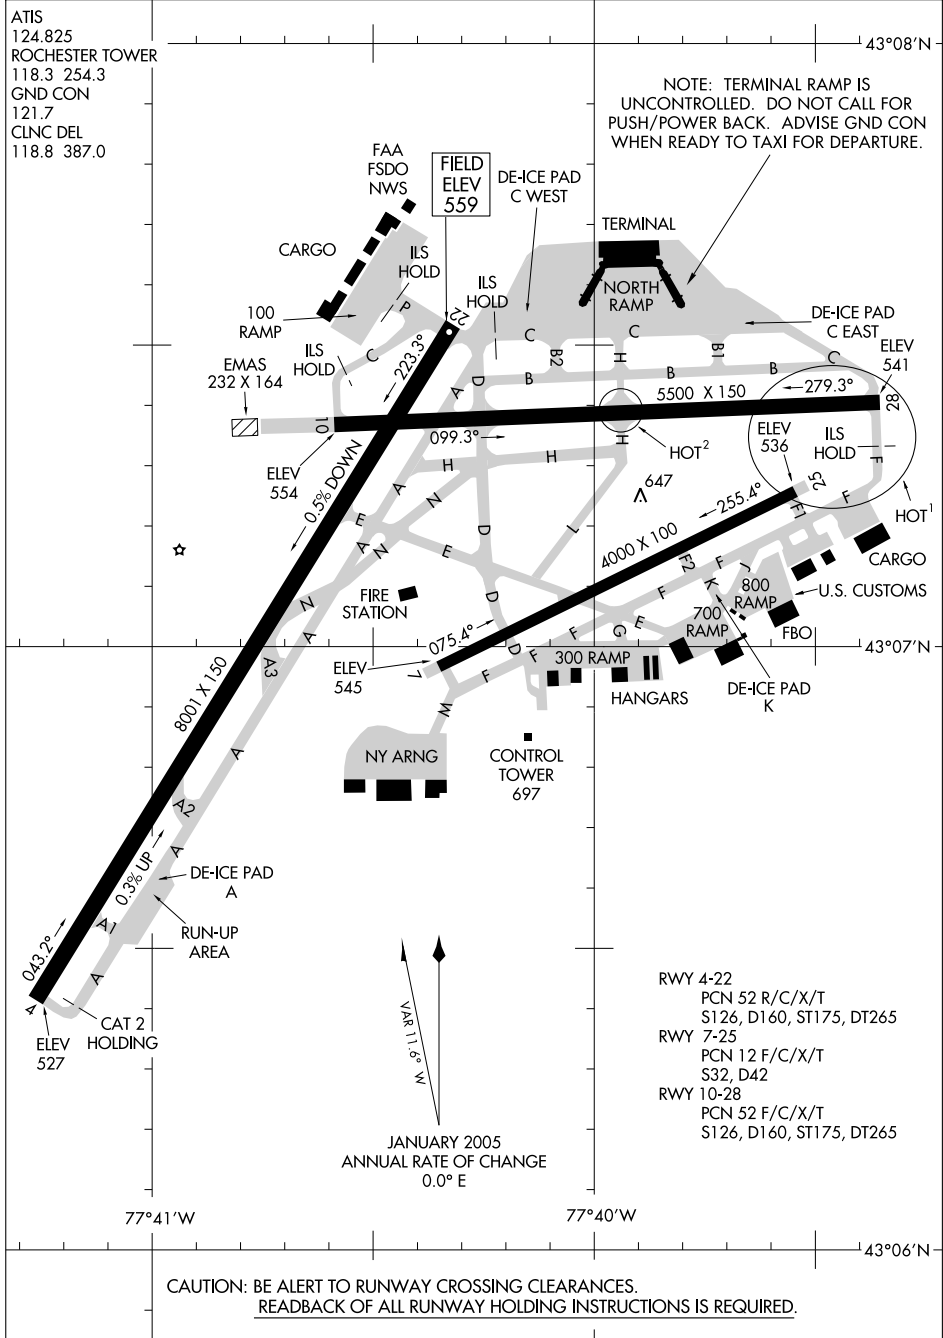 ATIS
124.825
ROCHESTER TOWER
118.3 254.3
GND CON
121.7
CLNC DEL
118.8 387.0
43°08'N
NOTE: TERMINAL RAMP IS
UNCONTROLLED. DO NOT CALL FOR
PUSH/POWER BACK. ADVISE GND CON
WHEN READY TO TAXI FOR DEPARTURE.
FAA
FSDO
NWS
FIELD
ELEV
559
DE-ICE PAD
C WEST
TERMINAL
CARGO
ILS
HOLD
ILS
HOLD
NORTH
RAMP
100
RAMP
P
22
DE-ICE PAD
C EAST
ILS
HOLD
C
C
C
C
EMAS
232 X 164
223.3°
B2
H
B1
ELEV
541
A
D
B
B
B
5500 X 150
279.3°
28
10
099.3°
H
HOT²
ELEV
536
ILS
HOLD
F
ELEV
554
0.5% DOWN
H
H
647
25
HOT¹
A
N
255.4°
F
F1
E
A
N
E
D
L
4000 X 100
CARGO
FIRE
STATION
N
A
D
F2
F
J
K
F
800
RAMP
U.S. CUSTOMS
700
RAMP
FBO
075.4°
D
F
F
G
E
43°07'N
A3
ELEV
545
7
F
300 RAMP
HANGARS
DE-ICE PAD
K
8001 X 150
W
A
NY ARNG
CONTROL
TOWER
697
A2
A
0.3% UP
DE-ICE PAD
A
A1
RUN-UP
AREA
043.2°
A
4
CAT 2
HOLDING
ELEV
527
VAR 11.6° W
RWY 4-22
PCN 52 R/C/X/T
S126, D160, ST175, DT265
RWY 7-25
PCN 12 F/C/X/T
S32, D42
RWY 10-28
PCN 52 F/C/X/T
S126, D160, ST175, DT265
JANUARY 2005
ANNUAL RATE OF CHANGE
0.0° E
77°41'W
77°40'W
43°06'N
CAUTION: BE ALERT TO RUNWAY CROSSING CLEARANCES.
READBACK OF ALL RUNWAY HOLDING INSTRUCTIONS IS REQUIRED.